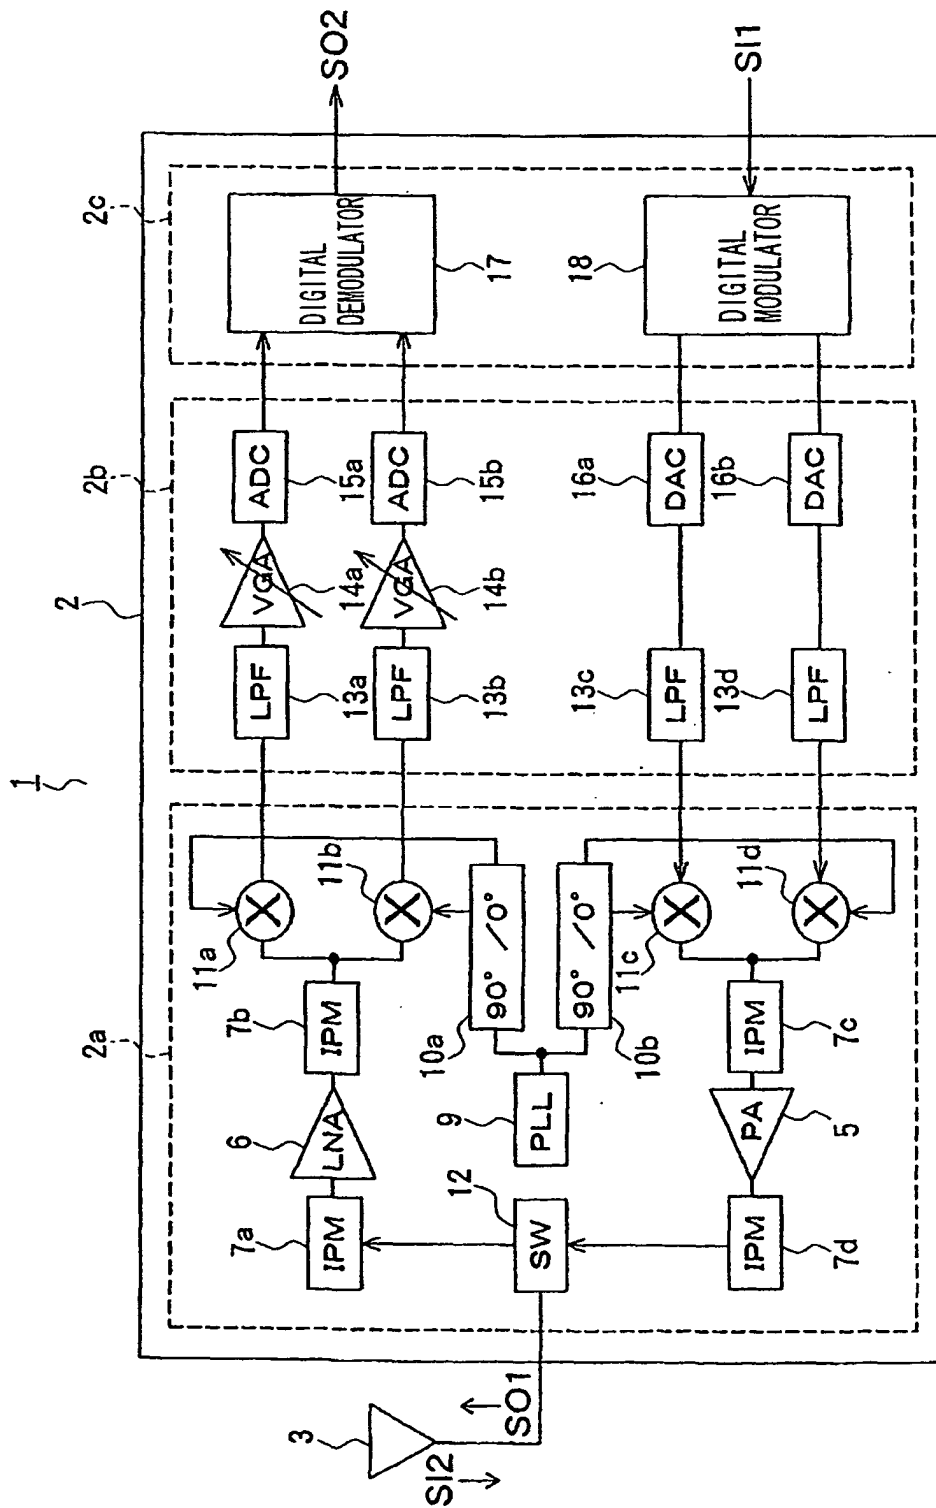 1
2
2a
2b
2c
3
SI2
SO1
7a
IPM
6
LNA
7b
IPM
11a
11b
12
SW
9
PLL
10a
90° /0°
10b
90° /0°
7d
IPM
5
PA
7c
IPM
11c
11d
LPF
13a
VGA
14a
ADC
15a
LPF
13b
VGA
14b
ADC
15b
13c
LPF
16a
DAC
13d
LPF
16b
DAC
DIGITAL
DEMODULATOR
17
18
DIGITAL
MODULATOR
SO2
SI1